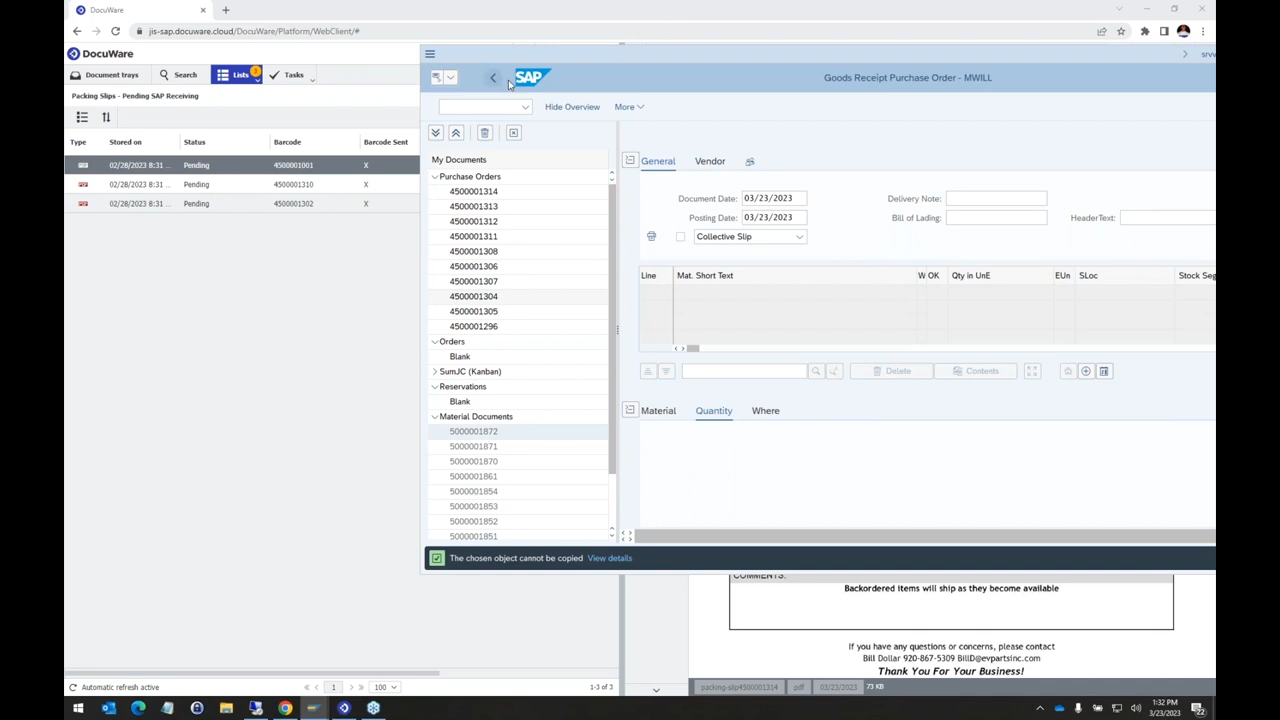 DocuWare
jis-sap.docuware.cloud/DocuWare/Platform/WebClient/#
DocuWare
Document trays
Search
Lists
Tasks
Packing Slips - Pending SAP Receiving
Type Stored on Status Barcode Barcode Sent
02/28/2023 8:31 ... Pending 4500001001 X
02/28/2023 8:31 ... Pending 4500001310 X
02/28/2023 8:31 ... Pending 4500001302 X
Automatic refresh active
1
100
1-3 of 3
SAP
Goods Receipt Purchase Order - MWILL
Hide Overview
More
My Documents
Purchase Orders
4500001314
4500001313
4500001312
4500001311
4500001308
4500001306
4500001307
4500001304
4500001305
4500001296
Orders
Blank
SumJC (Kanban)
Reservations
Blank
Material Documents
5000001872
5000001871
5000001870
5000001861
5000001854
5000001853
5000001852
5000001851
General
Vendor
Document Date: 03/23/2023
Delivery Note:
Posting Date: 03/23/2023
Bill of Lading:
HeaderText:
Collective Slip
Line Mat. Short Text W OK Qty in UnE EUn SLoc Stock Seg
Delete
Contents
Material
Quantity
Where
The chosen object cannot be copied View details
COMMENTS:
Backordered items will ship as they become available
If you have any questions or concerns, please contact
Bill Dollar 920-867-5309 BillD@evpartsinc.com
Thank You For Your Business!
packing-slip4500001314 pdf 03/23/2023 73 KB
1:32 PM
3/23/2023
22